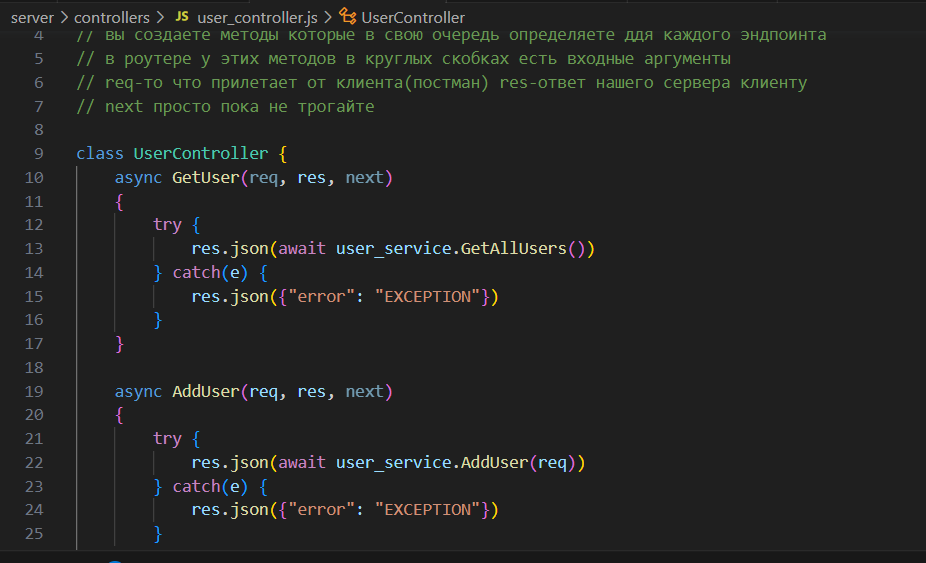 server > controllers > JS user_controller.js > UserController
4 // вы создаете методы которые в свою очередь определяете ддя каждого эндпоинта
5 // в роутере у этих методов в круглых скобках есть входные аргументы
6 // req-то что прилетает от клиента(постман) res-ответ нашего сервера клиенту
7 // next просто пока не трогайте
8
9 class UserController {
10 async GetUser(req, res, next)
11 {
12 try {
13 res.json(await user_service.GetAllUsers())
14 } catch(e) {
15 res.json({"error": "EXCEPTION"})
16 }
17 }
18
19 async AddUser(req, res, next)
20 {
21 try {
22 res.json(await user_service.AddUser(req))
23 } catch(e) {
24 res.json({"error": "EXCEPTION"})
25 }